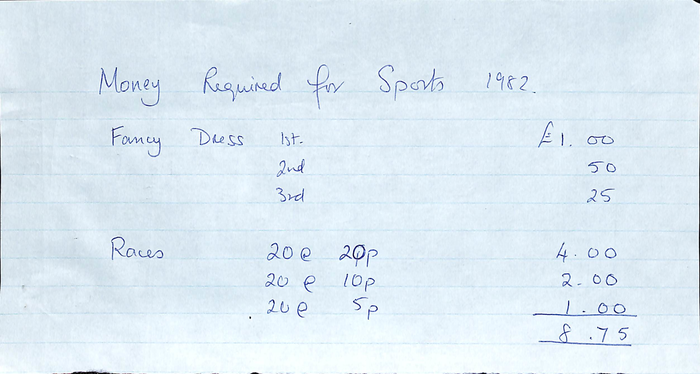 Money Required for Sports 1982.
Fancy Dress 1st. £1.00
2nd 50
3rd 25
Races 20 @ 20p 4.00
20 @ 10p 2.00
20 @ 5p 1.00
8.75